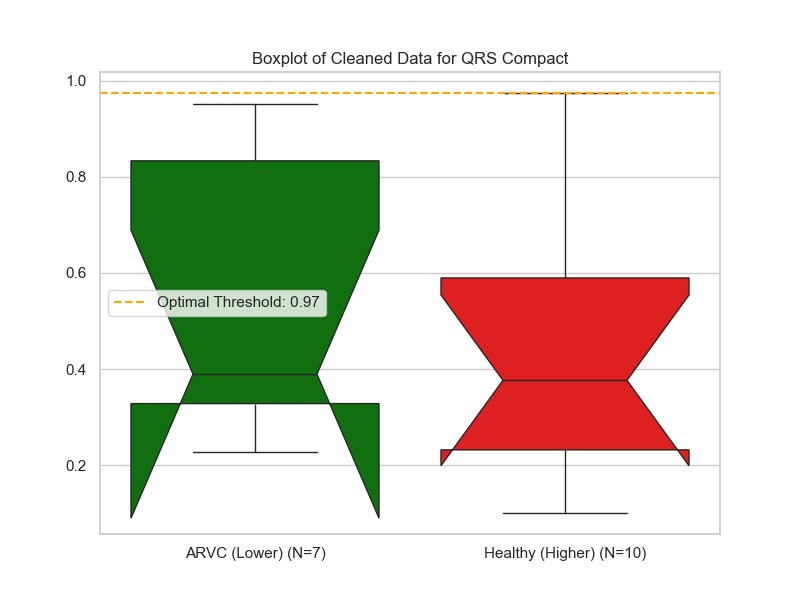 Boxplot of Cleaned Data for QRS Compact
1.0
0.8
0.6
Optimal Threshold: 0.97
0.4
0.2
ARVC (Lower) (N=7)
Healthy (Higher) (N=10)